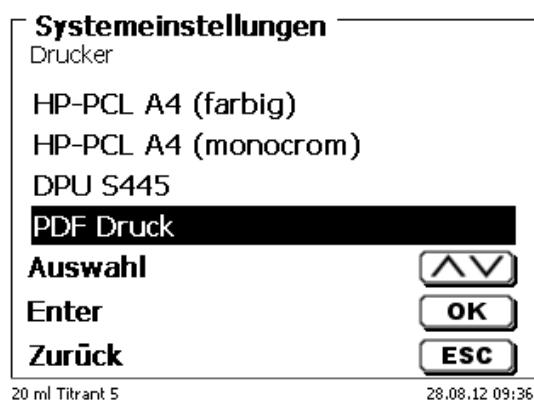 Systemeinstellungen
Drucker
HP-PCL A4 (farbig)
HP-PCL A4 (monocrom)
DPU S445
PDF Druck
Auswahl
Enter OK
Zurück ESC
20 ml Titrant 5 28.08.12 09:36